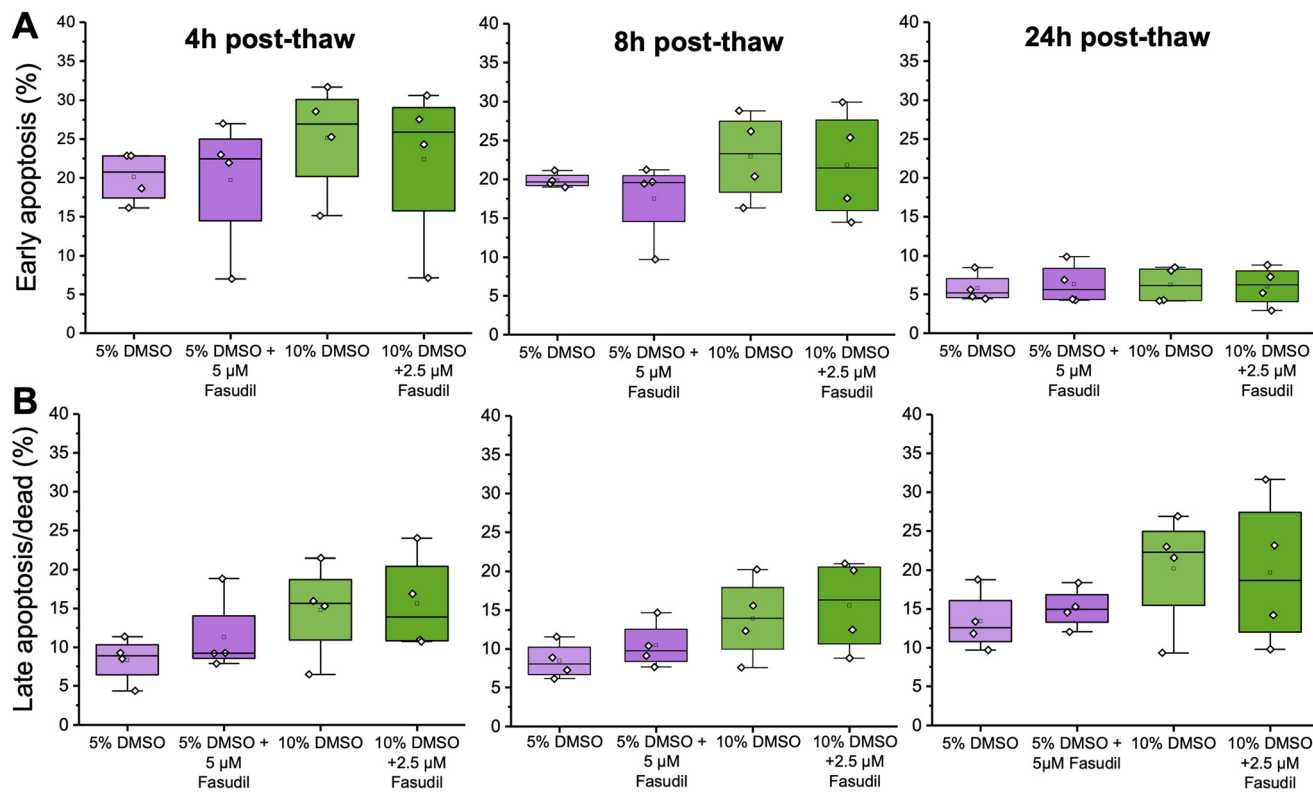 A
4h post-thaw
8h post-thaw
24h post-thaw
Early apoptosis (%)
40
35
30
25
20
15
10
5
0
5% DMSO
5% DMSO +
5 µM
Fasudil
10% DMSO
10% DMSO
+2.5 µM
Fasudil
40
35
30
25
20
15
10
5
0
5% DMSO
5% DMSO +
5 µM
Fasudil
10% DMSO
10% DMSO
+2.5 µM
Fasudil
40
35
30
25
20
15
10
5
0
5% DMSO
5% DMSO +
5 µM
Fasudil
10% DMSO
10% DMSO
+2.5 µM
Fasudil
B
Late apoptosis/dead (%)
40
35
30
25
20
15
10
5
0
5% DMSO
5% DMSO +
5 µM
Fasudil
10% DMSO
10% DMSO
+2.5 µM
Fasudil
40
35
30
25
20
15
10
5
0
5% DMSO
5% DMSO +
5 µM
Fasudil
10% DMSO
10% DMSO
+2.5 µM
Fasudil
40
35
30
25
20
15
10
5
0
5% DMSO
5% DMSO +
5µM Fasudil
10% DMSO
10% DMSO
+2.5 µM
Fasudil